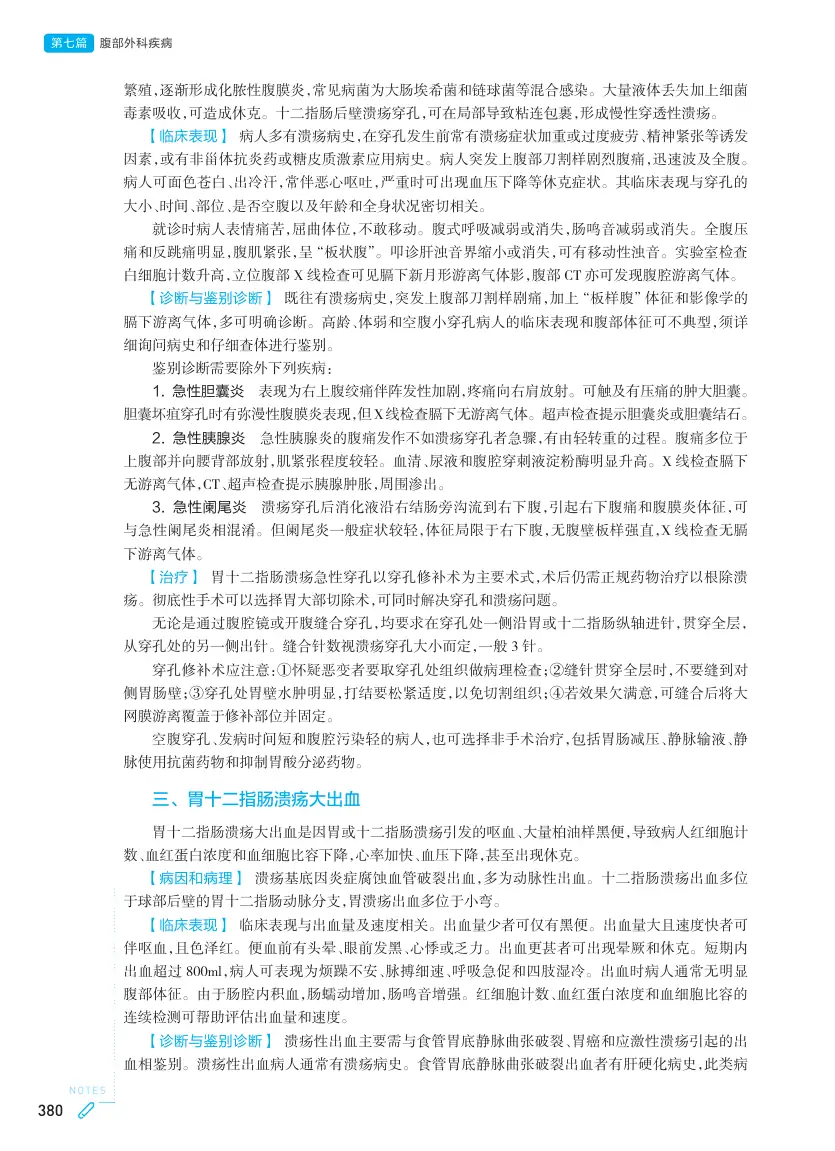 第七篇 腹部外科疾病
繁殖,逐渐形成化脓性腹膜炎,常见病菌为大肠埃希菌和链球菌等混合感染。大量液体丢失加上细菌
毒素吸收,可造成休克。十二指肠后壁溃疡穿孔,可在局部导致粘连包裹,形成慢性穿透性溃疡。
【临床表现】 病人多有溃疡病史,在穿孔发生前常有溃疡症状加重或过度疲劳、精神紧张等诱发
因素,或有非甾体抗炎药或糖皮质激素应用病史。病人突发上腹部刀割样剧烈腹痛,迅速波及全腹。
病人可面色苍白、出冷汗,常伴恶心呕吐,严重时可出现血压下降等休克症状。其临床表现与穿孔的
大小、时间、部位、是否空腹以及年龄和全身状况密切相关。
就诊时病人表情痛苦,屈曲体位,不敢移动。腹式呼吸减弱或消失,肠鸣音减弱或消失。全腹压
痛和反跳痛明显,腹肌紧张,呈“板状腹”。叩诊肝浊音界缩小或消失,可有移动性浊音。实验室检查
白细胞计数升高,立位腹部 X 线检查可见膈下新月形游离气体影,腹部 CT 亦可发现腹腔游离气体。
【诊断与鉴别诊断】 既往有溃疡病史,突发上腹部刀割样剧痛,加上“板样腹”体征和影像学的
膈下游离气体,多可明确诊断。高龄、体弱和空腹小穿孔病人的临床表现和腹部体征可不典型,须详
细询问病史和仔细查体进行鉴别。
鉴别诊断需要除外下列疾病:
1. 急性胆囊炎 表现为右上腹绞痛伴阵发性加剧,疼痛向右肩放射。可触及有压痛的肿大胆囊。
胆囊坏疽穿孔时有弥漫性腹膜炎表现,但X线检查膈下无游离气体。超声检查提示胆囊炎或胆囊结石。
2. 急性胰腺炎 急性胰腺炎的腹痛发作不如溃疡穿孔者急骤,有由轻转重的过程。腹痛多位于
上腹部并向腰背部放射,肌紧张程度较轻。血清、尿液和腹腔穿刺液淀粉酶明显升高。X 线检查膈下
无游离气体,CT、超声检查提示胰腺肿胀,周围渗出。
3. 急性阑尾炎 溃疡穿孔后消化液沿右结肠旁沟流到右下腹,引起右下腹痛和腹膜炎体征,可
与急性阑尾炎相混淆。但阑尾炎一般症状较轻,体征局限于右下腹,无腹壁板样强直,X 线检查无膈
下游离气体。
【治疗】 胃十二指肠溃疡急性穿孔以穿孔修补术为主要术式,术后仍需正规药物治疗以根除溃
疡。彻底性手术可以选择胃大部切除术,可同时解决穿孔和溃疡问题。
无论是通过腹腔镜或开腹缝合穿孔,均要求在穿孔处一侧沿胃或十二指肠纵轴进针,贯穿全层,
从穿孔处的另一侧出针。缝合针数视溃疡穿孔大小而定,一般 3 针。
穿孔修补术应注意:①怀疑恶变者要取穿孔处组织做病理检查;②缝针贯穿全层时,不要缝到对
侧胃肠壁;③穿孔处胃壁水肿明显,打结要松紧适度,以免切割组织;④若效果欠满意,可缝合后将大
网膜游离覆盖于修补部位并固定。
空腹穿孔、发病时间短和腹腔污染轻的病人,也可选择非手术治疗,包括胃肠减压、静脉输液、静
脉使用抗菌药物和抑制胃酸分泌药物。
三、胃十二指肠溃疡大出血
胃十二指肠溃疡大出血是因胃或十二指肠溃疡引发的呕血、大量柏油样黑便,导致病人红细胞计
数、血红蛋白浓度和血细胞比容下降,心率加快、血压下降,甚至出现休克。
【病因和病理】 溃疡基底因炎症腐蚀血管破裂出血,多为动脉性出血。十二指肠溃疡出血多位
于球部后壁的胃十二指肠动脉分支,胃溃疡出血多位于小弯。
【临床表现】 临床表现与出血量及速度相关。出血量少者可仅有黑便。出血量大且速度快者可
伴呕血,且色泽红。便血前有头晕、眼前发黑、心悸或乏力。出血更甚者可出现晕厥和休克。短期内
出血超过 800ml,病人可表现为烦躁不安、脉搏细速、呼吸急促和四肢湿冷。出血时病人通常无明显
腹部体征。由于肠腔内积血,肠蠕动增加,肠鸣音增强。红细胞计数、血红蛋白浓度和血细胞比容的
连续检测可帮助评估出血量和速度。
【诊断与鉴别诊断】 溃疡性出血主要需与食管胃底静脉曲张破裂、胃癌和应激性溃疡引起的出
血相鉴别。溃疡性出血病人通常有溃疡病史。食管胃底静脉曲张破裂出血者有肝硬化病史,此类病
NOTES
380